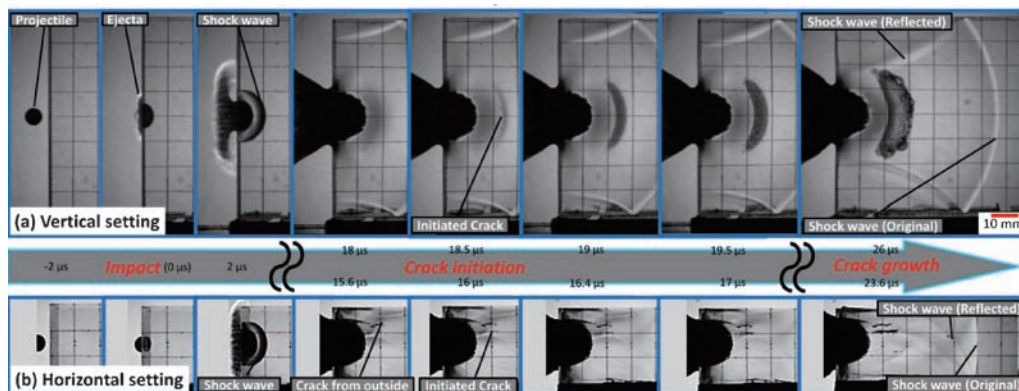 Projectile
Ejecta
Shock wave
Shock wave (Reflected)
Initiated Crack
Shock wave (Original)
10 mm
(a) Vertical setting
18 μs
18.5 μs
19 μs
19.5 μs
26 μs
-2 μs
Impact (0 μs)
2 μs
Crack initiation
Crack growth
15.6 μs
16 μs
16.4 μs
17 μs
23.6 μs
Shock wave (Reflected)
(b) Horizontal setting
Shock wave
Crack from outside
Initiated Crack
Shock wave (Original)